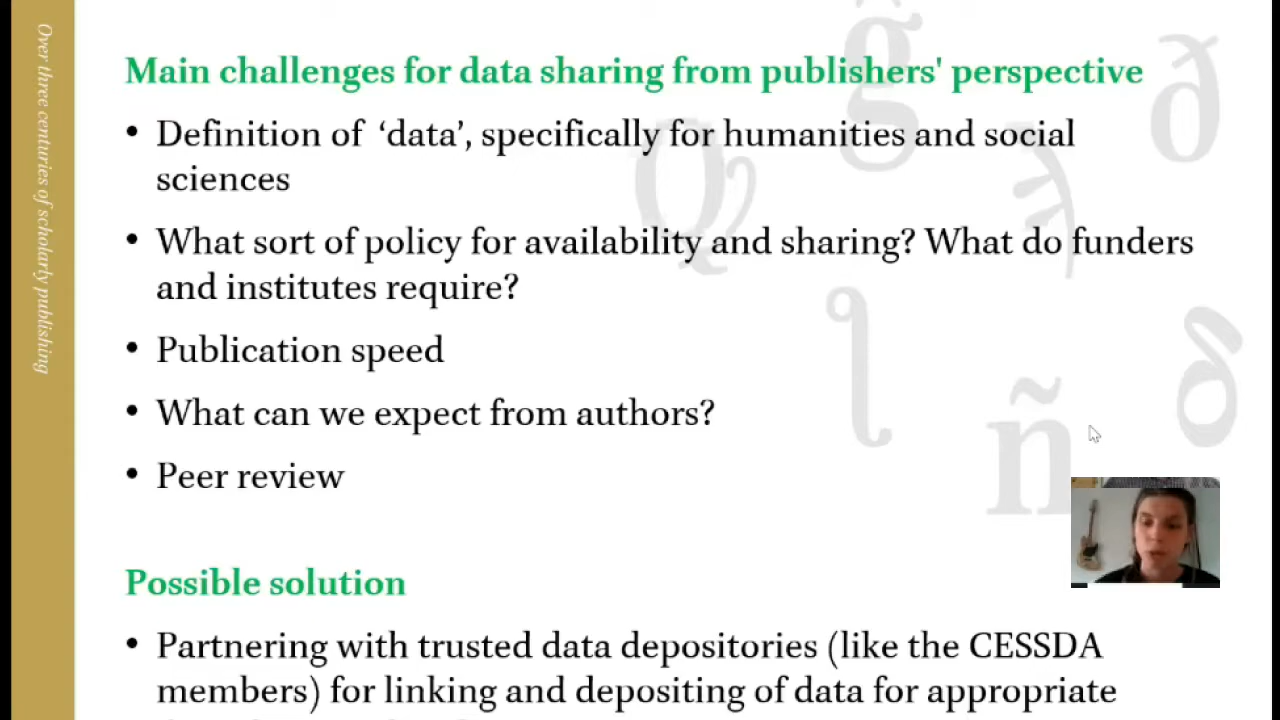 Over three centuries of scholarly publishing
Main challenges for data sharing from publishers' perspective
• Definition of ‘data’, specifically for humanities and social
sciences
• What sort of policy for availability and sharing? What do funders
and institutes require?
• Publication speed
• What can we expect from authors?
• Peer review
Possible solution
• Partnering with trusted data depositories (like the CESSDA
members) for linking and depositing of data for appropriate